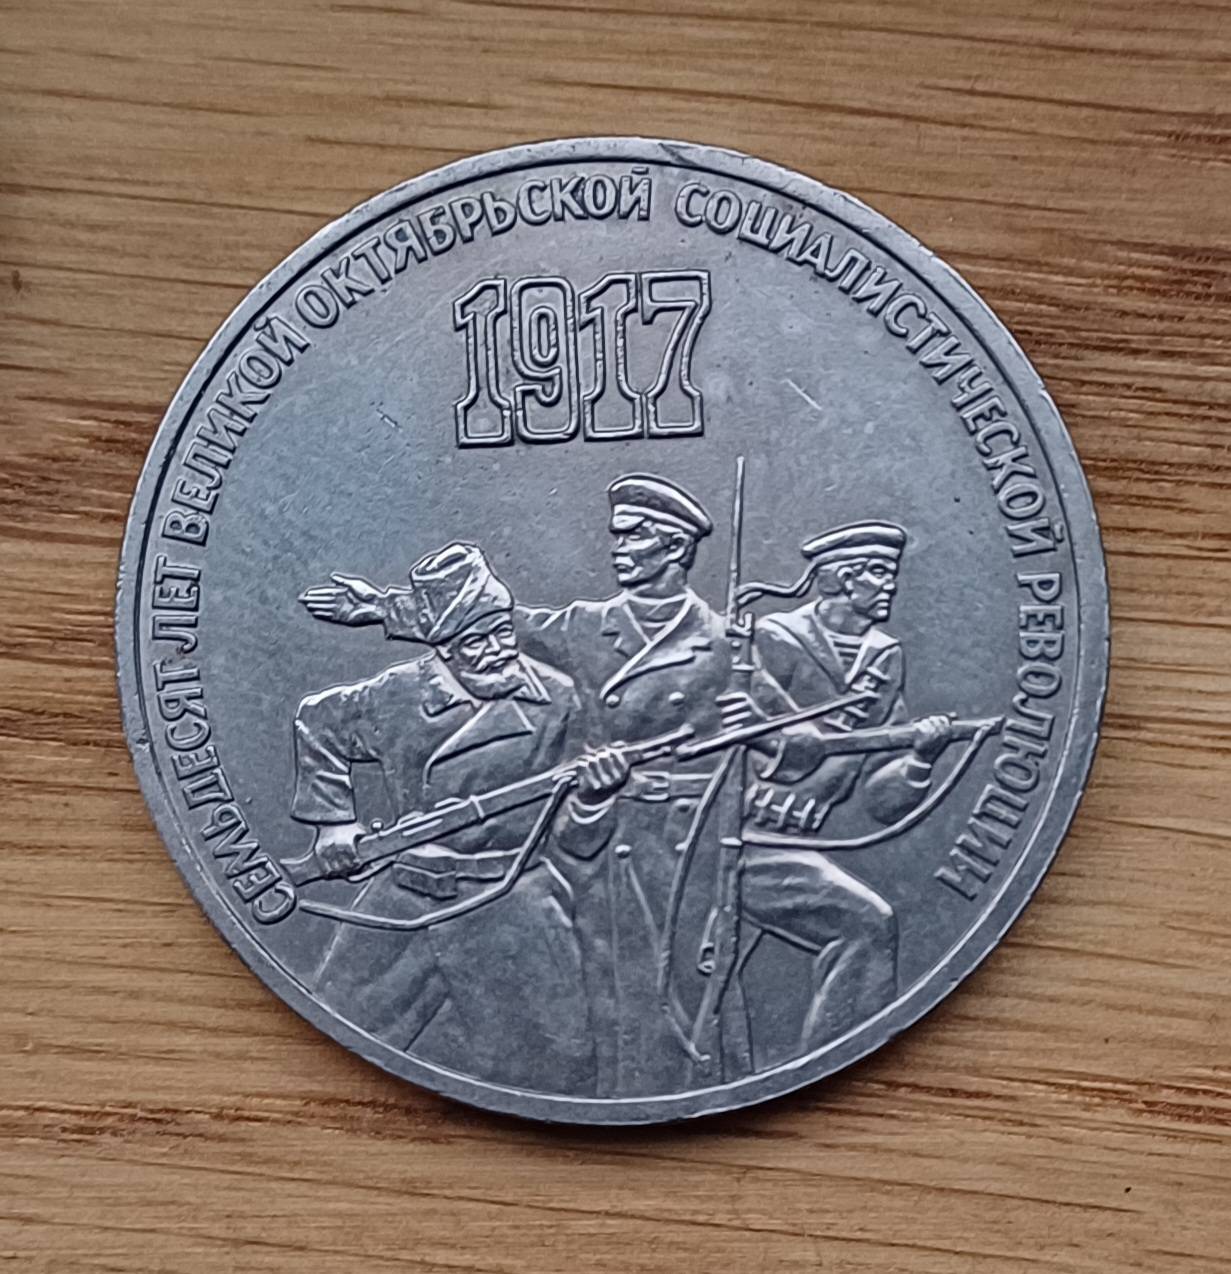 СЕМЬДЕСЯТ ЛЕТ ВЕЛИКОЙ ОКТЯБРЬСКОЙ СОЦИАЛИСТИЧЕСКОЙ РЕВОЛЮЦИИ
1917